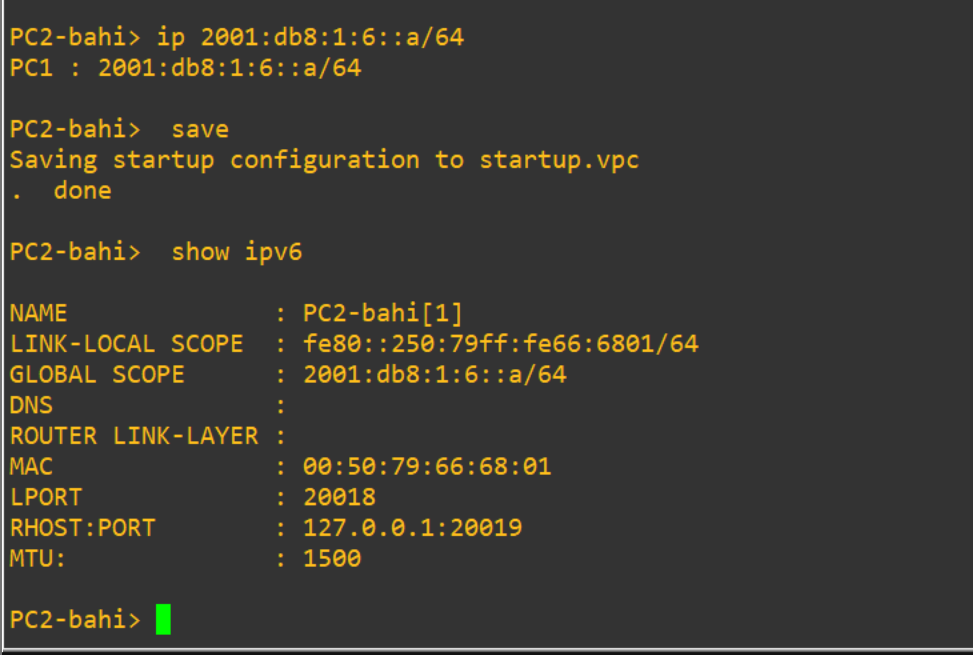 PC2-bahi> ip 2001:db8:1:6::a/64
PC1 : 2001:db8:1:6::a/64
PC2-bahi>  save
Saving startup configuration to startup.vpc
.  done
PC2-bahi>  show ipv6
NAME              : PC2-bahi[1]
LINK-LOCAL SCOPE  : fe80::250:79ff:fe66:6801/64
GLOBAL SCOPE      : 2001:db8:1:6::a/64
DNS               :
ROUTER LINK-LAYER :
MAC               : 00:50:79:66:68:01
LPORT             : 20018
RHOST:PORT        : 127.0.0.1:20019
MTU:              : 1500
PC2-bahi>